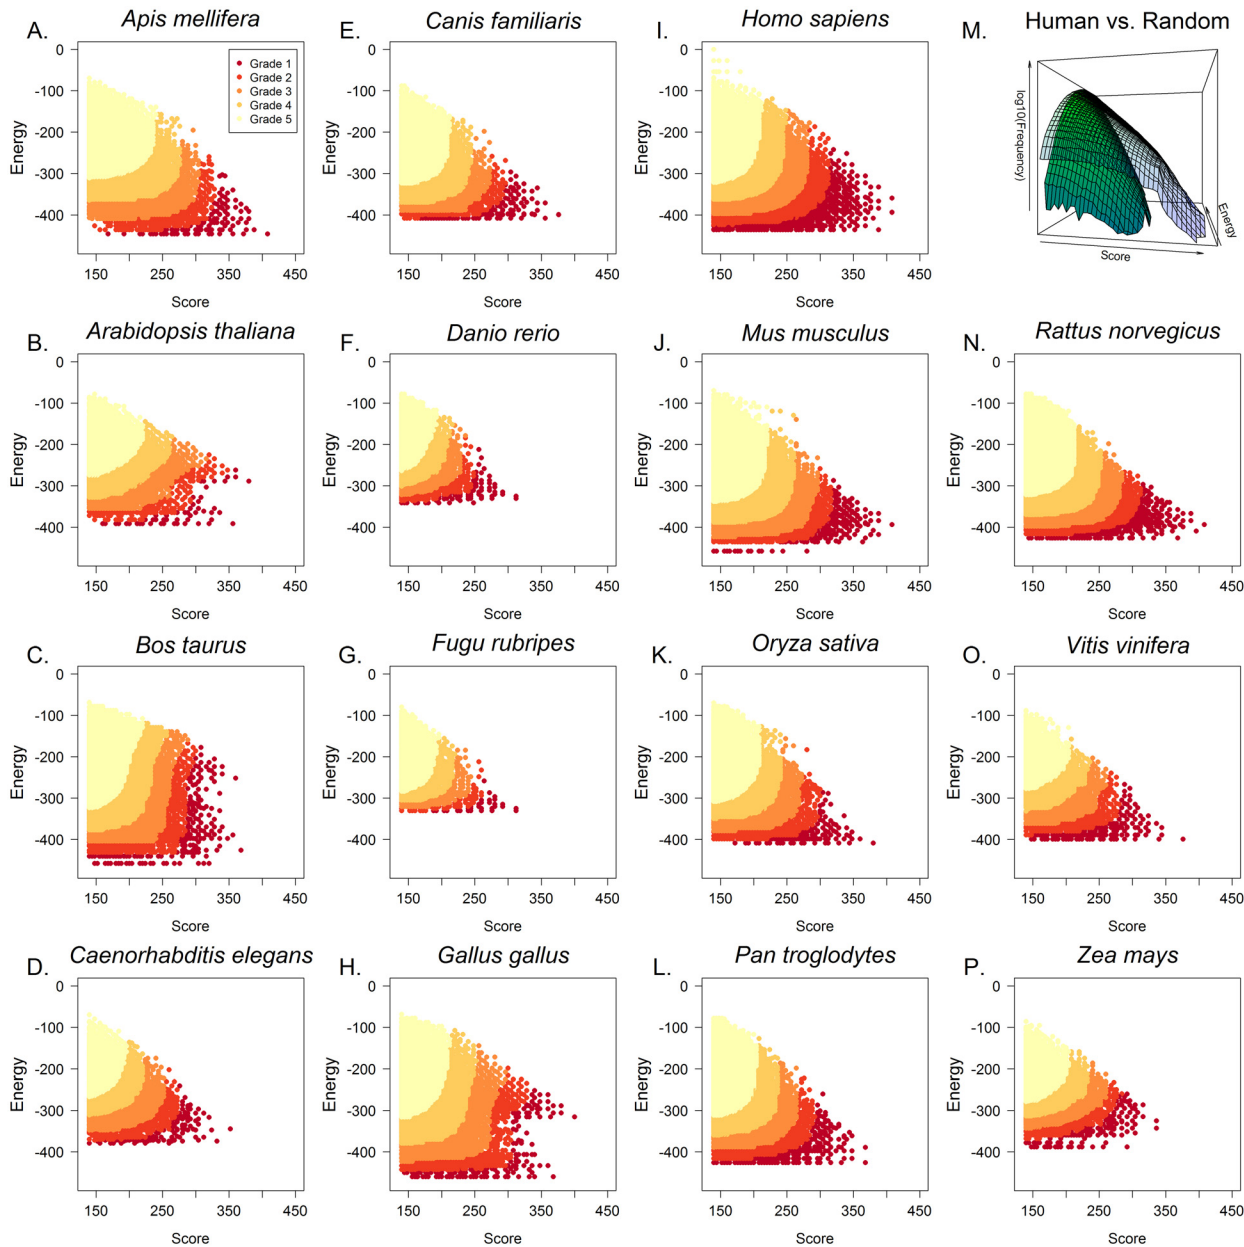 A. Apis mellifera
0
-100
-200
-300
-400
Energy
150 250 350 450
Score
Grade 1
Grade 2
Grade 3
Grade 4
Grade 5
E. Canis familiaris
0
-100
-200
-300
-400
Energy
150 250 350 450
Score
I. Homo sapiens
0
-100
-200
-300
-400
Energy
150 250 350 450
Score
M. Human vs. Random
log10(Frequency)
Energy
Score
B. Arabidopsis thaliana
0
-100
-200
-300
-400
Energy
150 250 350 450
Score
F. Danio rerio
0
-100
-200
-300
-400
Energy
150 250 350 450
Score
J. Mus musculus
0
-100
-200
-300
-400
Energy
150 250 350 450
Score
N. Rattus norvegicus
0
-100
-200
-300
-400
Energy
150 250 350 450
Score
C. Bos taurus
0
-100
-200
-300
-400
Energy
150 250 350 450
Score
G. Fugu rubripes
0
-100
-200
-300
-400
Energy
150 250 350 450
Score
K. Oryza sativa
0
-100
-200
-300
-400
Energy
150 250 350 450
Score
O. Vitis vinifera
0
-100
-200
-300
-400
Energy
150 250 350 450
Score
D. Caenorhabditis elegans
0
-100
-200
-300
-400
Energy
150 250 350 450
Score
H. Gallus gallus
0
-100
-200
-300
-400
Energy
150 250 350 450
Score
L. Pan troglodytes
0
-100
-200
-300
-400
Energy
150 250 350 450
Score
P. Zea mays
0
-100
-200
-300
-400
Energy
150 250 350 450
Score